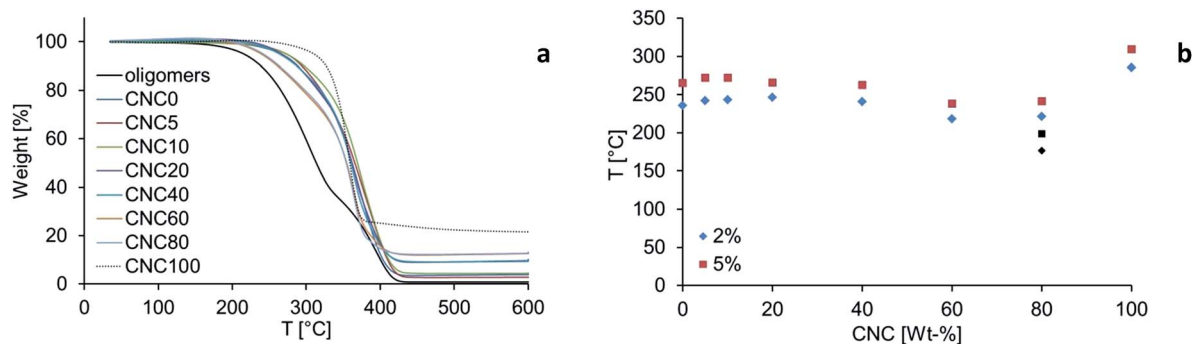 Weight [%]
100
80
60
40
20
0
oligomers
CNC0
CNC5
CNC10
CNC20
CNC40
CNC60
CNC80
CNC100
a
0 100 200 300 400 500 600
T [°C]
T [°C]
350
300
250
200
150
100
50
0
2%
5%
b
0 20 40 60 80 100
CNC [Wt-%]